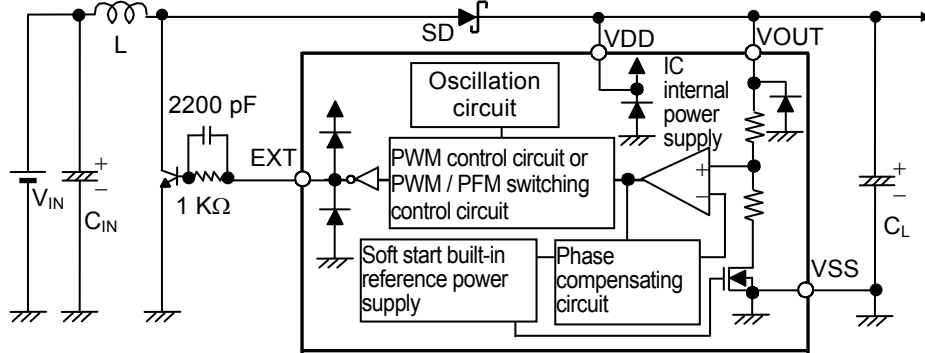 L
SD
VDD
VOUT
Oscillation
circuit
IC
internal
power
supply
2200 pF
EXT
PWM control circuit or
PWM / PFM switching
control circuit
+
−
+
−
VIN
CIN
1 KΩ
+
−
CL
Soft start built-in
reference power
supply
Phase
compensating
circuit
VSS